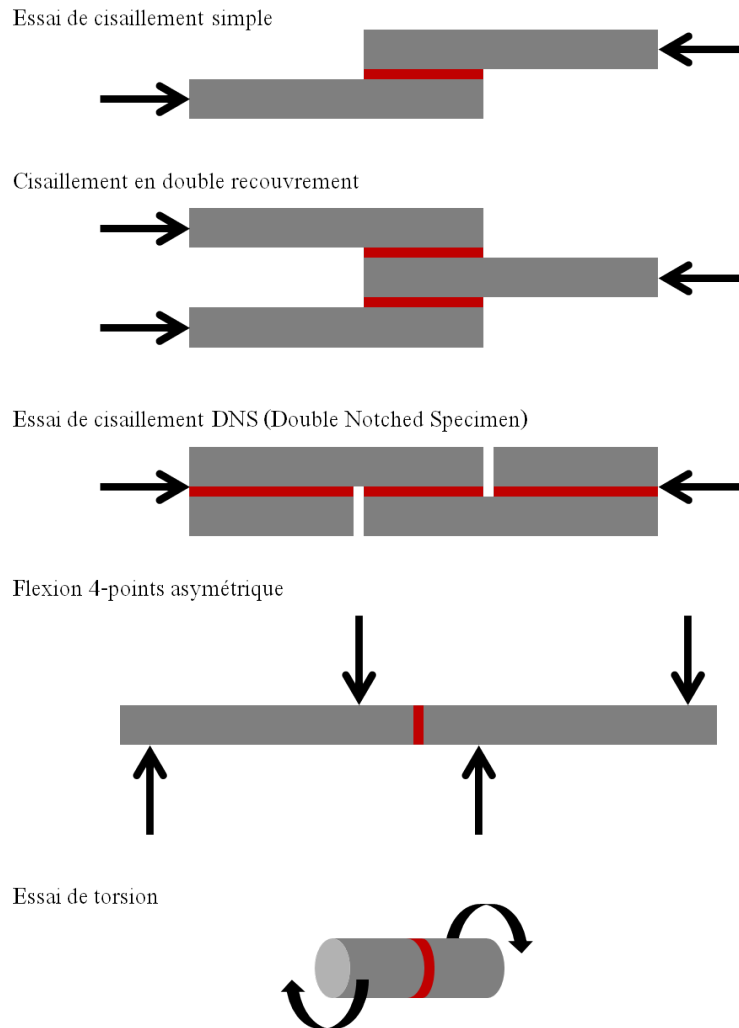 Essai de cisaillement simple
Cisaillement en double recouvrement
Essai de cisaillement DNS (Double Notched Specimen)
Flexion 4-points asymétrique
Essai de torsion